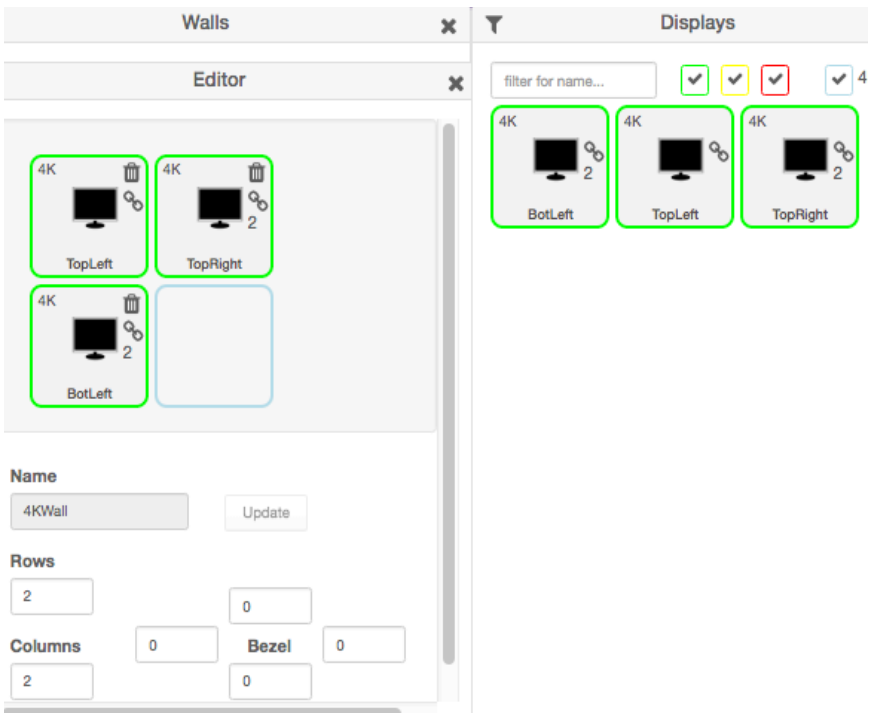 Walls
Editor
4K
TopLeft
4K
2
TopRight
4K
2
BotLeft
Name
4KWall
Update
Rows
2
0
Columns
0
Bezel
0
2
0
Displays
filter for name...
4
4K
2
BotLeft
4K
TopLeft
4K
2
TopRight